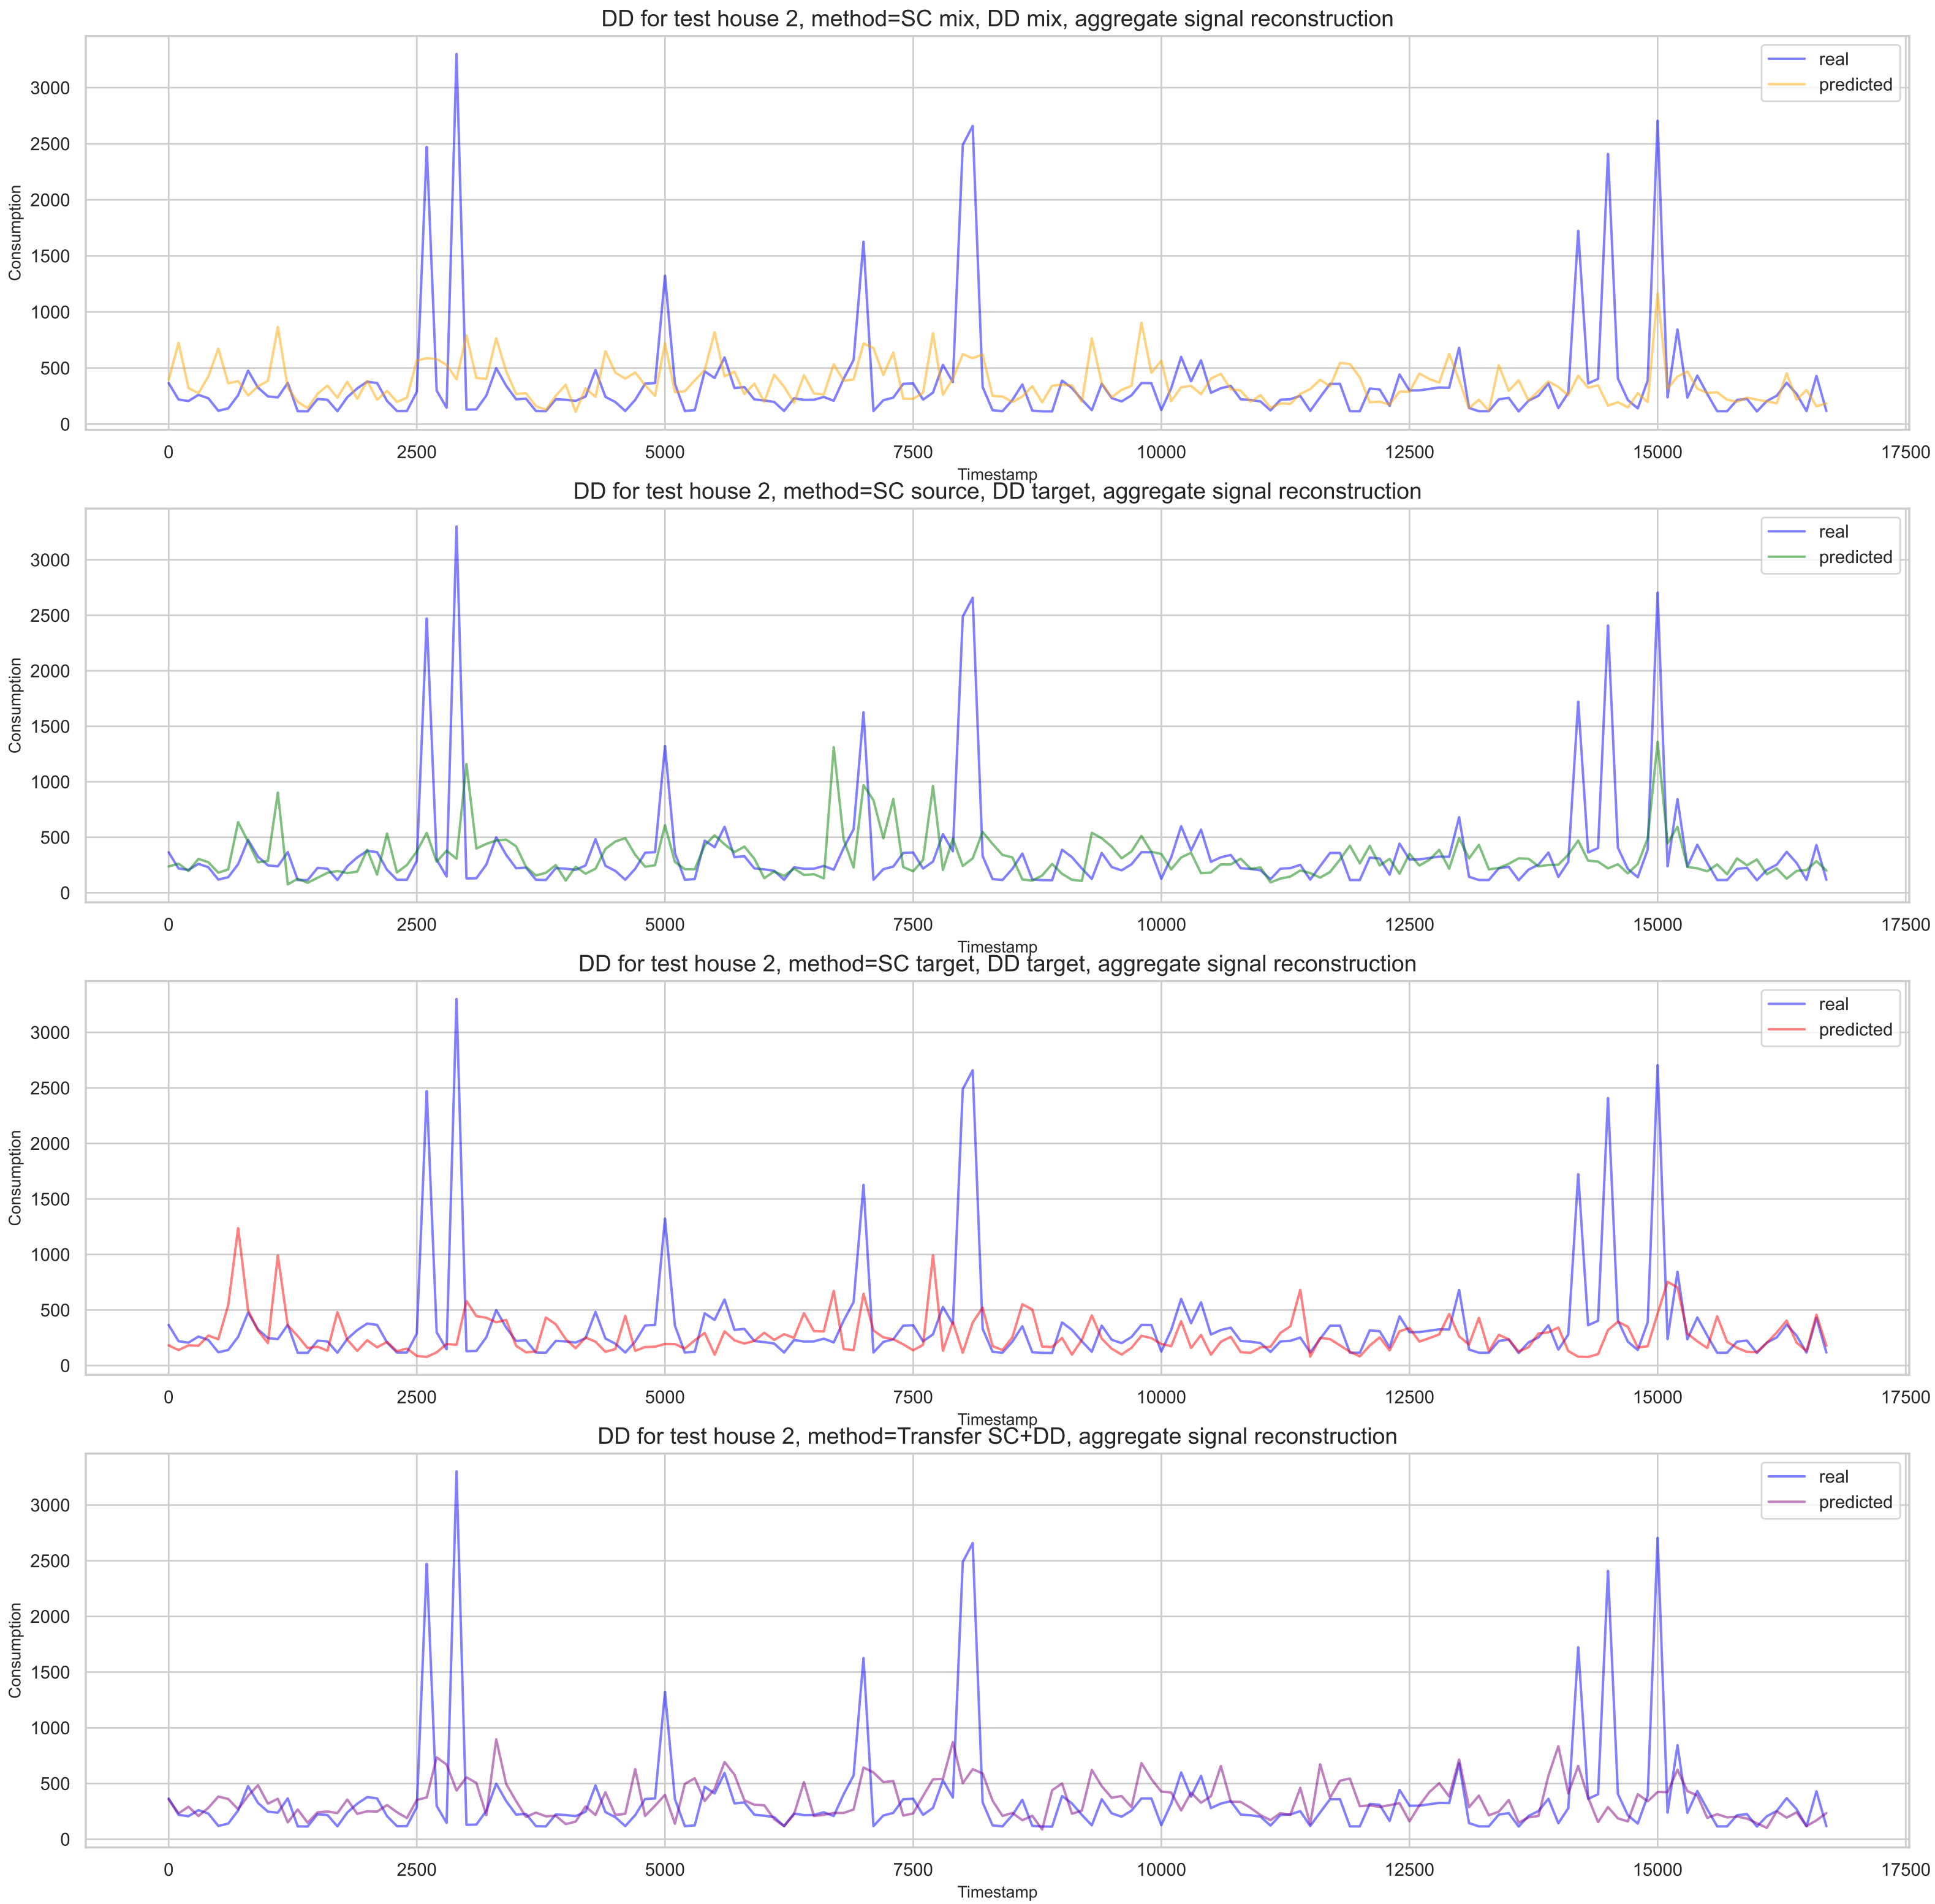 DD for test house 2, method=SC mix, DD mix, aggregate signal reconstruction
real
predicted
3000
2500
2000
1500
1000
500
0
Consumption
0 2500 5000 7500 10000 12500 15000 17500
Timestamp
DD for test house 2, method=SC source, DD target, aggregate signal reconstruction
real
predicted
3000
2500
2000
1500
1000
500
0
Consumption
0 2500 5000 7500 10000 12500 15000 17500
Timestamp
DD for test house 2, method=SC target, DD target, aggregate signal reconstruction
real
predicted
3000
2500
2000
1500
1000
500
0
Consumption
0 2500 5000 7500 10000 12500 15000 17500
Timestamp
DD for test house 2, method=Transfer SC+DD, aggregate signal reconstruction
real
predicted
3000
2500
2000
1500
1000
500
0
Consumption
0 2500 5000 7500 10000 12500 15000 17500
Timestamp